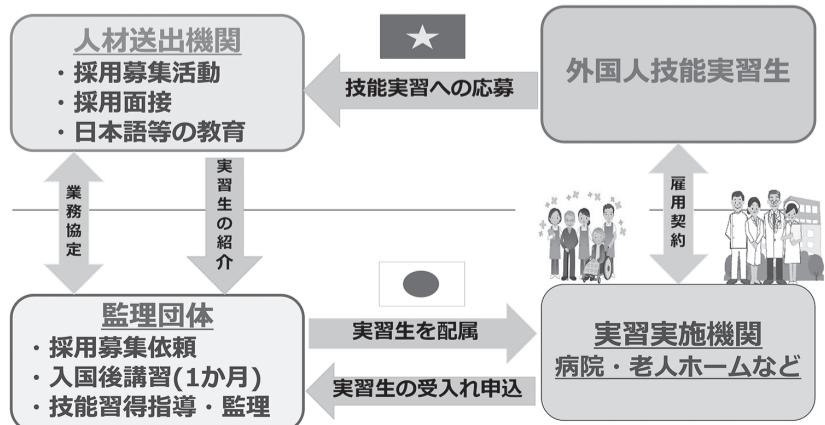 人材送出機関
・採用募集活動
・採用面接
・日本語等の教育
技能実習への応募
外国人技能実習生
業務協定
実習生の紹介
雇用契約
監理団体
・採用募集依頼
・入国後講習(1か月)
・技能習得指導・監理
実習生を配属
実習生の受入れ申込
実習実施機関
病院・老人ホームなど